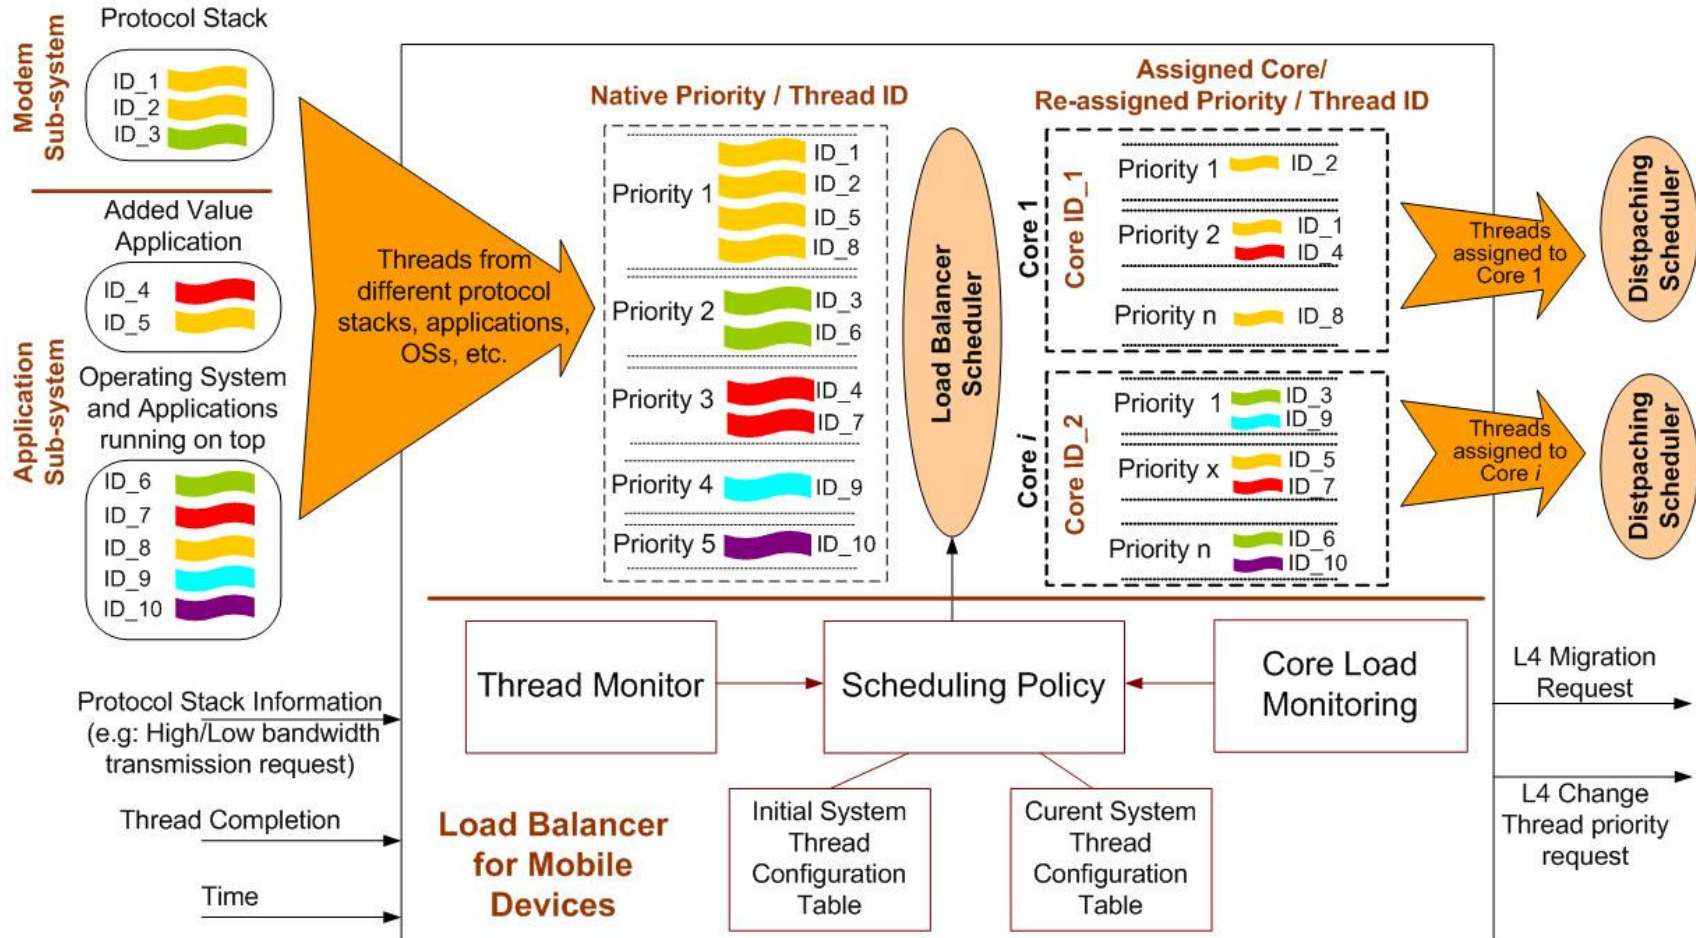 Modem
Sub-system
Protocol Stack
ID_1
ID_2
ID_3
Application
Sub-system
Added Value
Application
ID_4
ID_5
Operating System
and Applications
running on top
ID_6
ID_7
ID_8
ID_9
ID_10
Threads from
different protocol
stacks, applications,
OSs, etc.
Native Priority / Thread ID
Priority 1
ID_1
ID_2
ID_5
ID_8
Priority 2
ID_3
ID_6
Priority 3
ID_4
ID_7
Priority 4
ID_9
Priority 5
ID_10
Load Balancer
Scheduler
Assigned Core/
Re-assigned Priority / Thread ID
Core 1
Core ID_1
Priority 1
ID_2
Priority 2
ID_1
ID_4
Priority n
ID_8
Core i
Core ID_2
Priority 1
ID_3
ID_9
Priority x
ID_5
ID_7
Priority n
ID_6
ID_10
Threads
assigned to
Core 1
Distpaching
Scheduler
Threads
assigned to
Core i
Distpaching
Scheduler
Thread Monitor
Scheduling Policy
Core Load
Monitoring
Initial System
Thread
Configuration
Table
Curent System
Thread
Configuration
Table
Load Balancer
for Mobile
Devices
Protocol Stack Information
(e.g: High/Low bandwidth
transmission request)
Thread Completion
Time
L4 Migration
Request
L4 Change
Thread priority
request